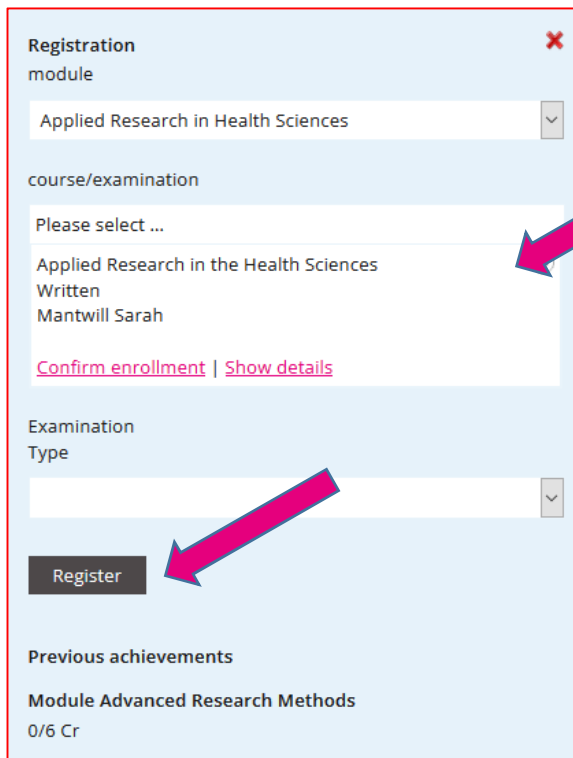 Registration
module
Applied Research in Health Sciences
course/examination
Please select ...
Applied Research in the Health Sciences
Written
Mantwill Sarah
Confirm enrollment | Show details
Examination
Type
Register
Previous achievements
Module Advanced Research Methods
0/6 Cr